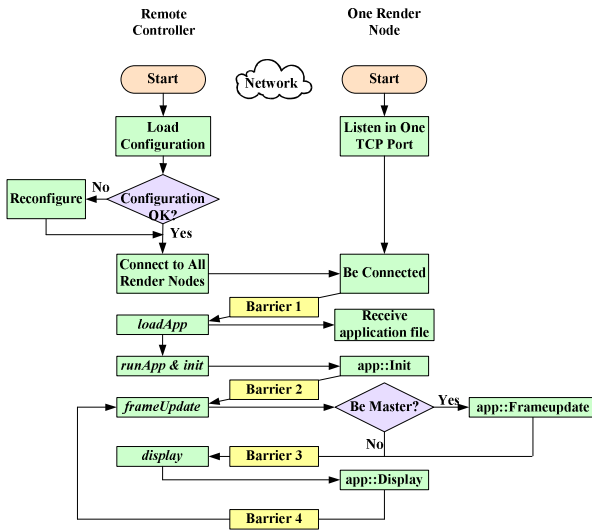 Remote
Controller
One Render
Node
Start
Network
Start
Load
Configuration
Listen in One
TCP Port
Reconfigure
No
Configuration
OK?
Yes
Connect to All
Render Nodes
Be Connected
Barrier 1
loadApp
Receive
application file
runApp & init
app::Init
Barrier 2
frameUpdate
Be Master?
Yes
app::Frameupdate
No
display
Barrier 3
app::Display
Barrier 4